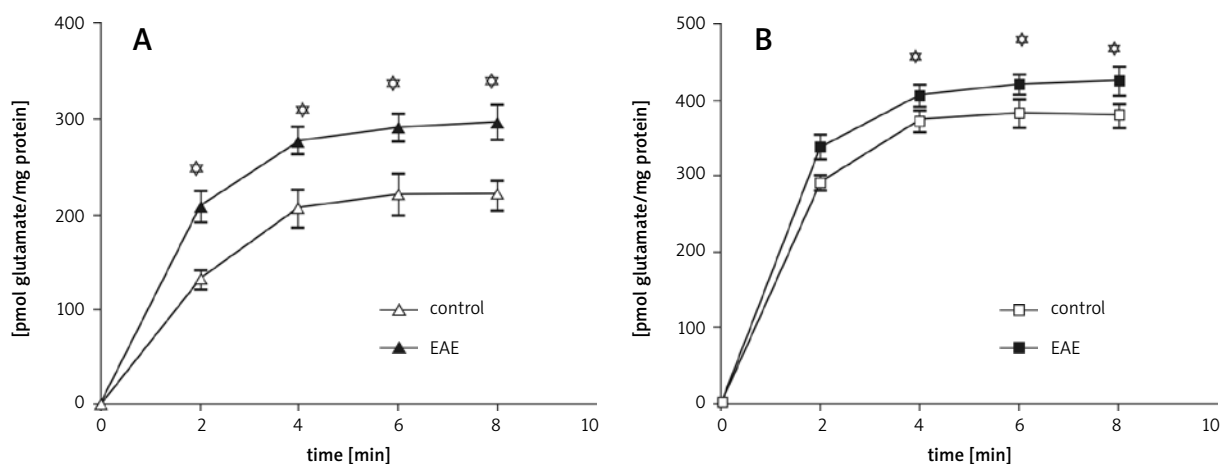 A
400
300
200
100
0
[pmol glutamate/mg protein]
control
EAE
0 2 4 6 8 10
time [min]
B
500
400
300
200
100
0
[pmol glutamate/mg protein]
control
EAE
0 2 4 6 8 10
time [min]